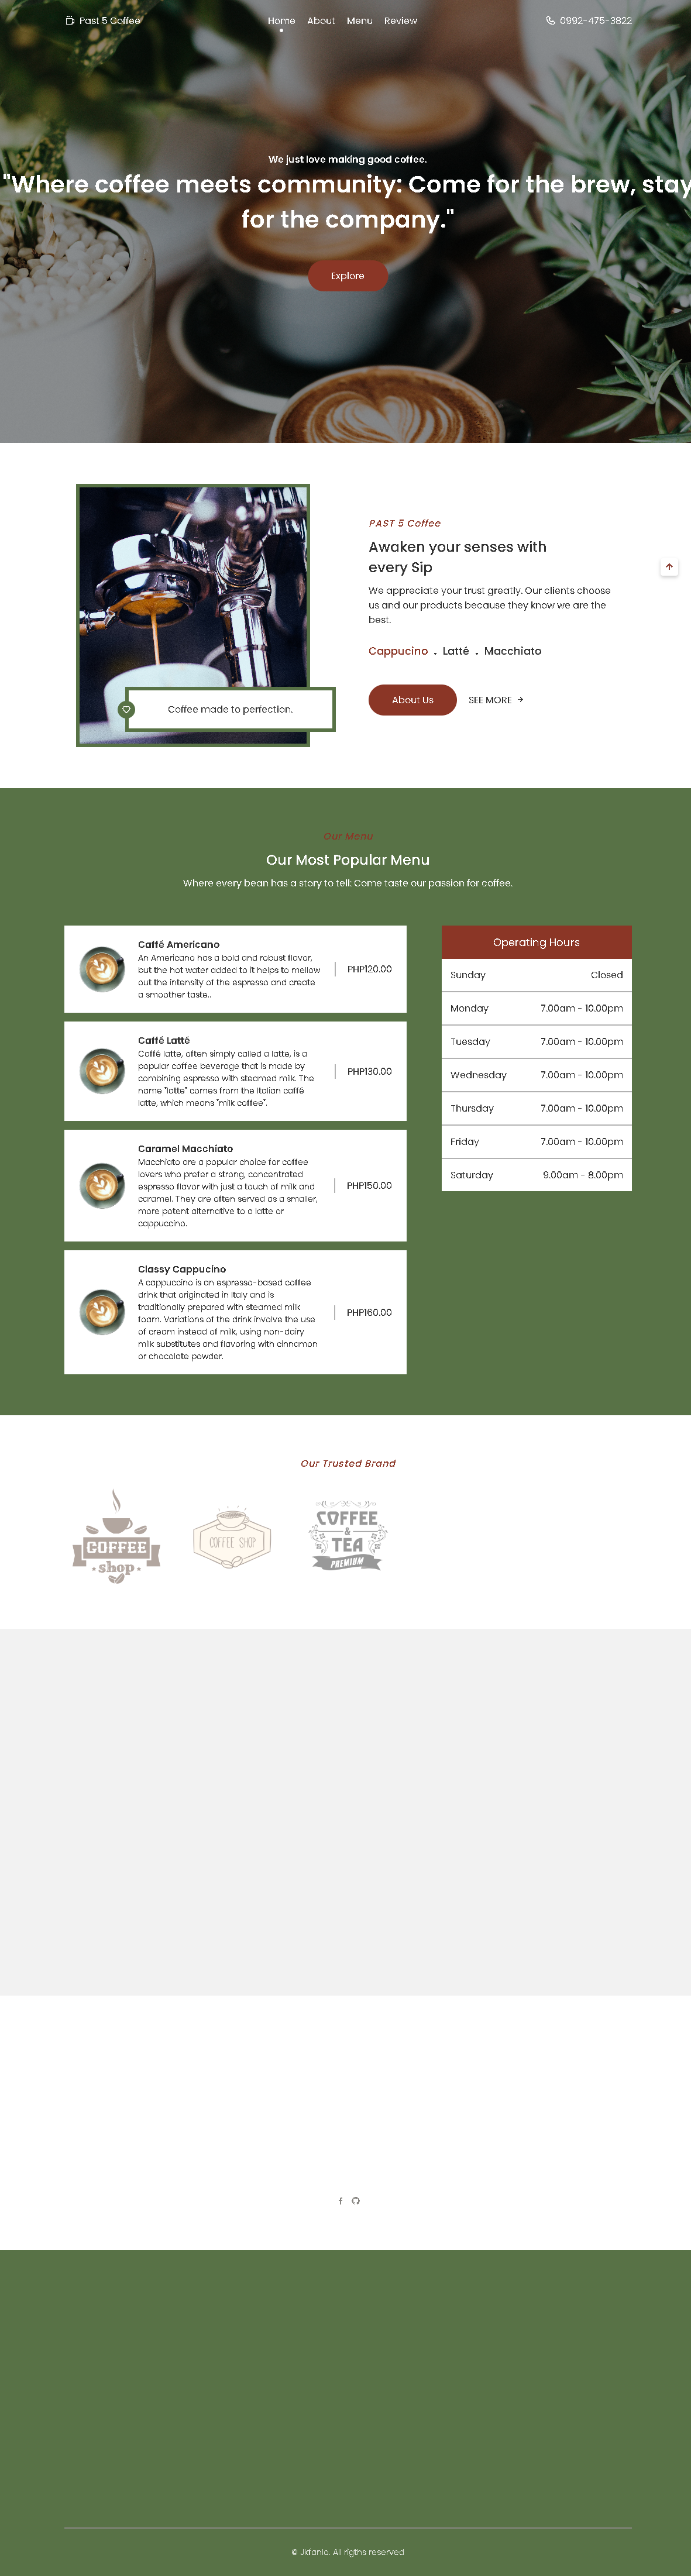 Past 5 Coffee
Home
About
Menu
Review
0992-475-3822
We just love making good coffee.
"Where coffee meets community: Come for the brew, stay
for the company."
Explore
Coffee made to perfection.
PAST 5 Coffee
Awaken your senses with
every Sip
We appreciate your trust greatly. Our clients choose
us and our products because they know we are the
best.
Cappucino . Latté . Macchiato
About Us
SEE MORE
Our Menu
Our Most Popular Menu
Where every bean has a story to tell: Come taste our passion for coffee.
Caffé Americano
An Americano has a bold and robust flavor,
but the hot water added to it helps to mellow
out the intensity of the espresso and create
a smoother taste..
PHP120.00
Caffé Latté
Caffé latte, often simply called a latte, is a
popular coffee beverage that is made by
combining espresso with steamed milk. The
name "latte" comes from the Italian caffé
latte, which means "milk coffee".
PHP130.00
Caramel Macchiato
Macchiato are a popular choice for coffee
lovers who prefer a strong, concentrated
espresso flavor with just a touch of milk and
caramel. They are often served as a smaller,
more potent alternative to a latte or
cappuccino.
PHP150.00
Classy Cappucino
A cappuccino is an espresso-based coffee
drink that originated in Italy and is
traditionally prepared with steamed milk
foam. Variations of the drink involve the use
of cream instead of milk, using non-dairy
milk substitutes and flavoring with cinnamon
or chocolate powder.
PHP160.00
Operating Hours
Sunday Closed
Monday 7.00am - 10.00pm
Tuesday 7.00am - 10.00pm
Wednesday 7.00am - 10.00pm
Thursday 7.00am - 10.00pm
Friday 7.00am - 10.00pm
Saturday 9.00am - 8.00pm
Our Trusted Brand
COFFEE
shop
COFFEE SHOP
COFFEE
&
TEA
PREMIUM
© Jidanio. All rigths reserved